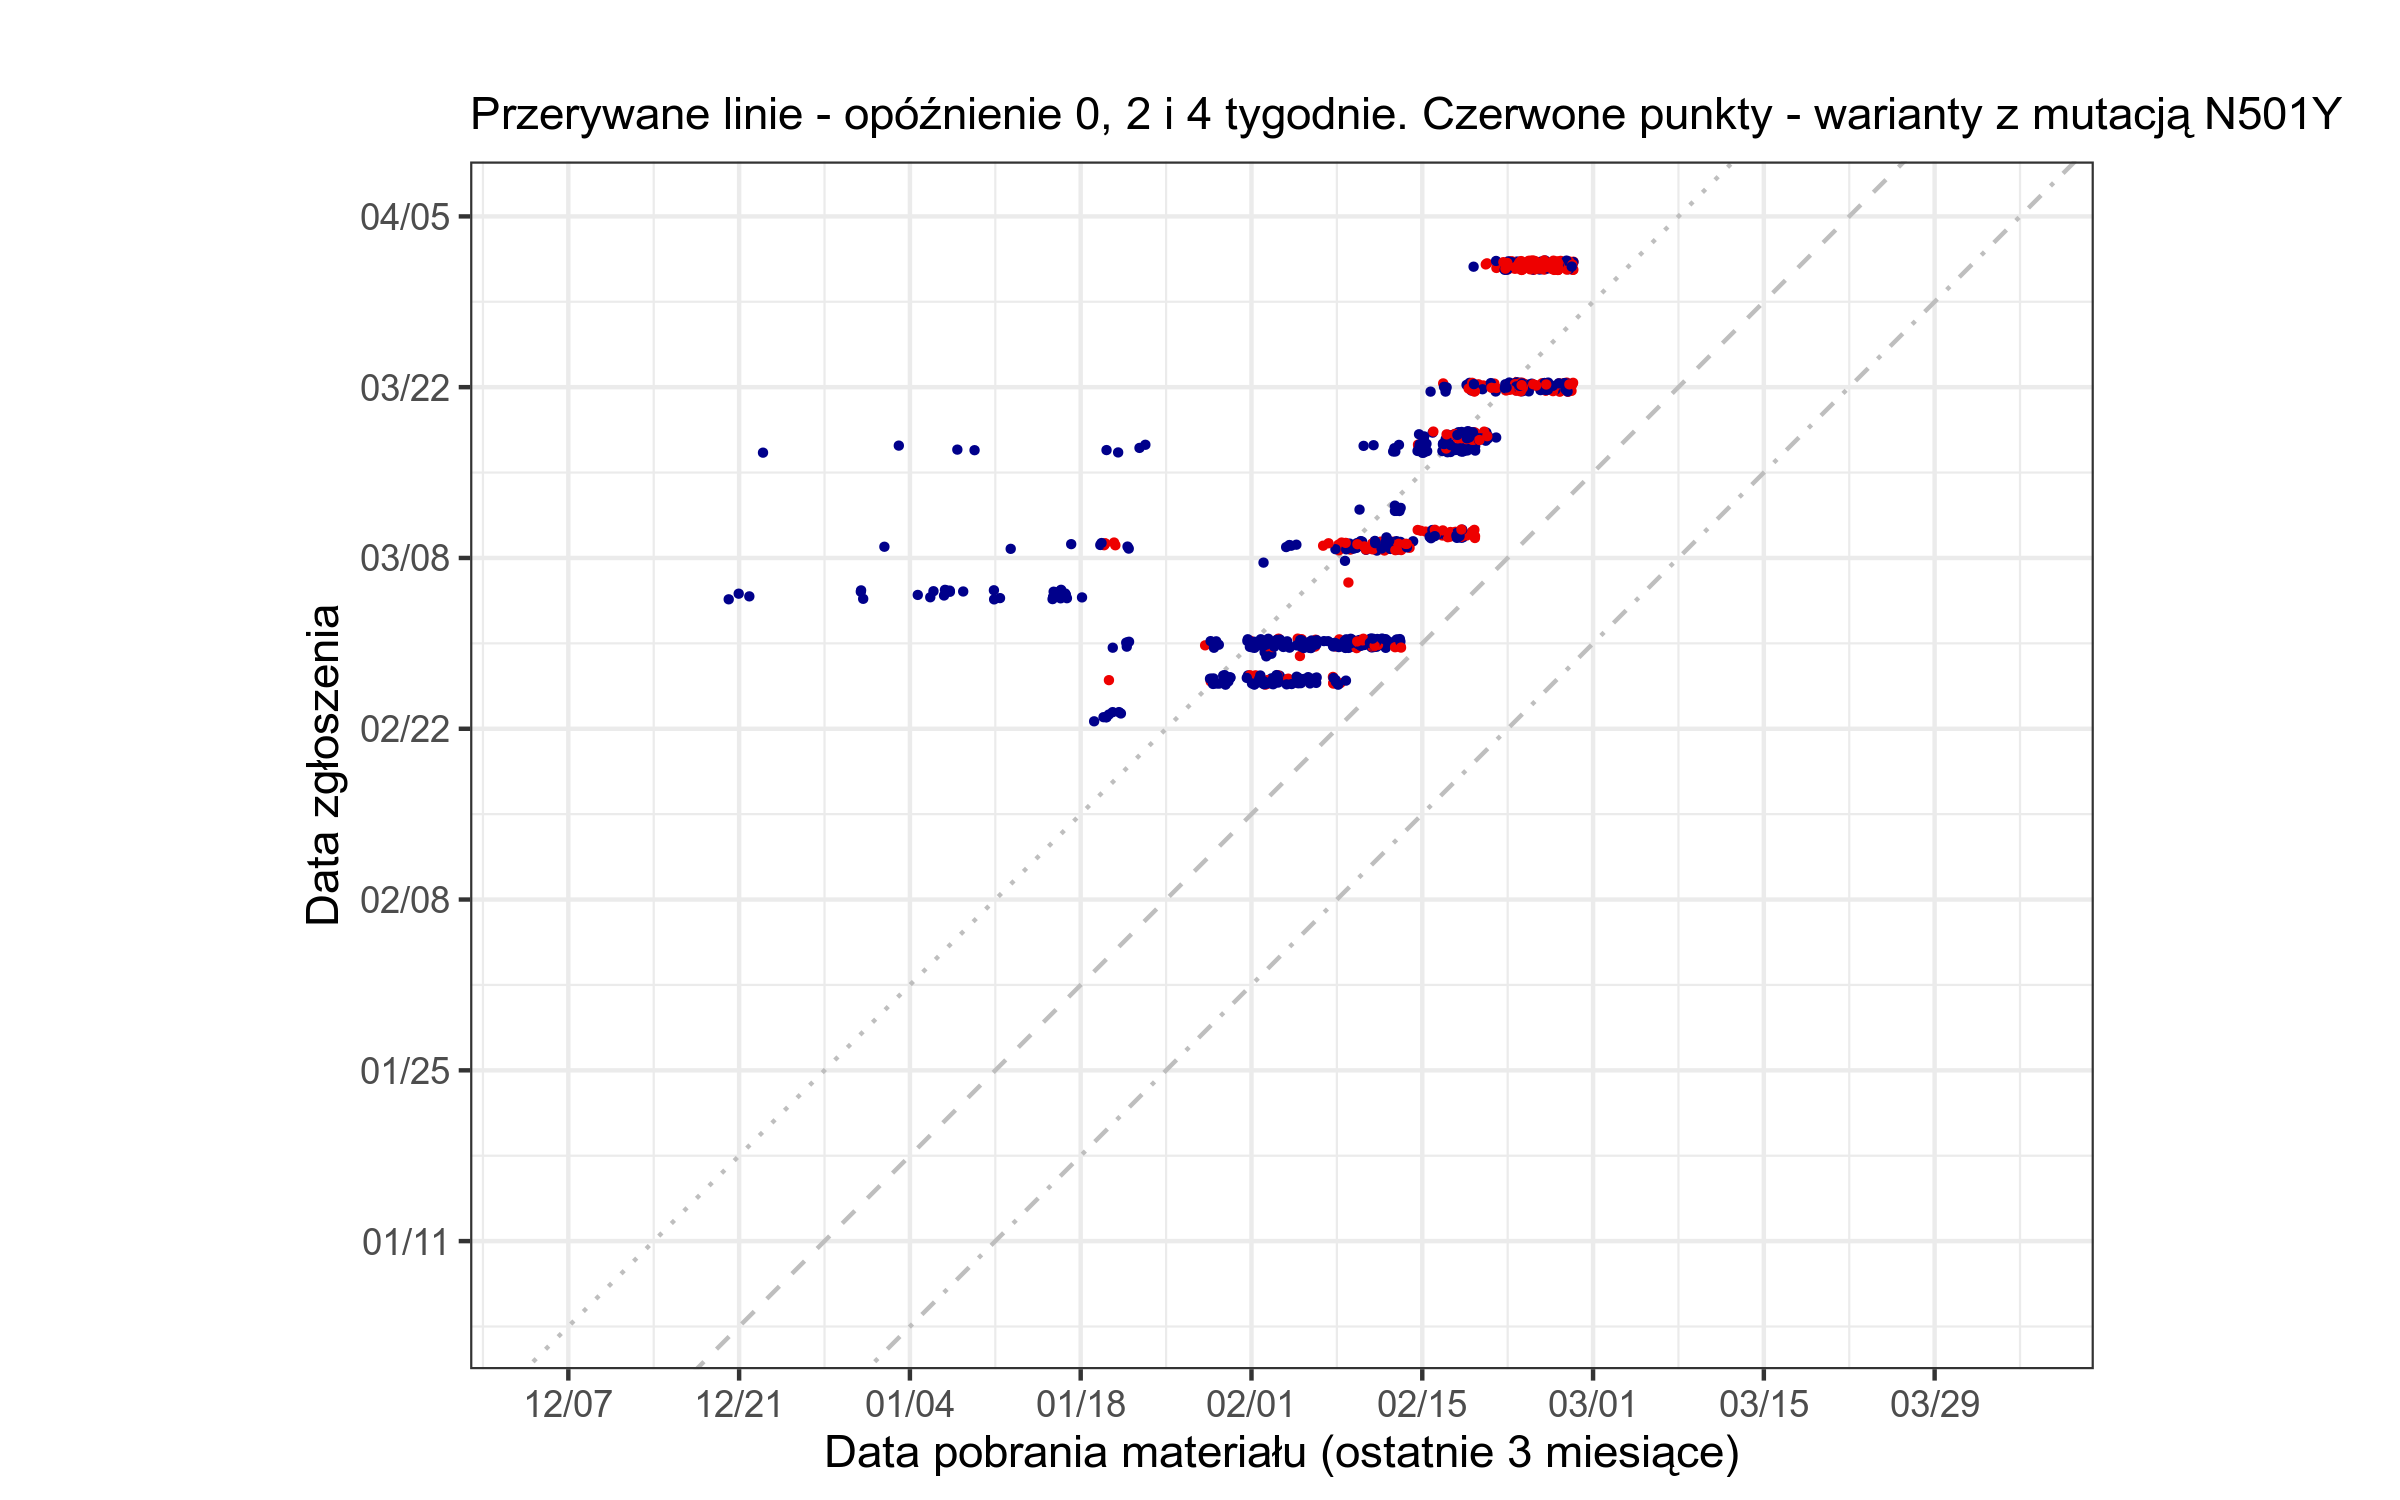 Przerywane linie - opóźnienie 0, 2 i 4 tygodnie. Czerwone punkty - warianty z mutacją N501Y
Data zgłoszenia
04/05
03/22
03/08
02/22
02/08
01/25
01/11
12/07 12/21 01/04 01/18 02/01 02/15 03/01 03/15 03/29
Data pobrania materiału (ostatnie 3 miesiące)